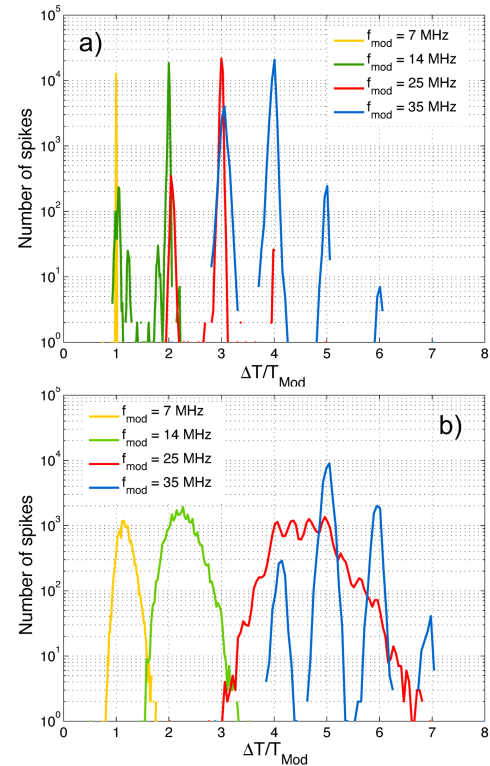 a)
f_mod = 7 MHz
f_mod = 14 MHz
f_mod = 25 MHz
f_mod = 35 MHz
Number of spikes
10^5
10^4
10^3
10^2
10^1
10^0
0 1 2 3 4 5 6 7 8
ΔT/T_Mod
b)
f_mod = 7 MHz
f_mod = 14 MHz
f_mod = 25 MHz
f_mod = 35 MHz
Number of spikes
10^5
10^4
10^3
10^2
10^1
10^0
0 1 2 3 4 5 6 7 8
ΔT/T_Mod